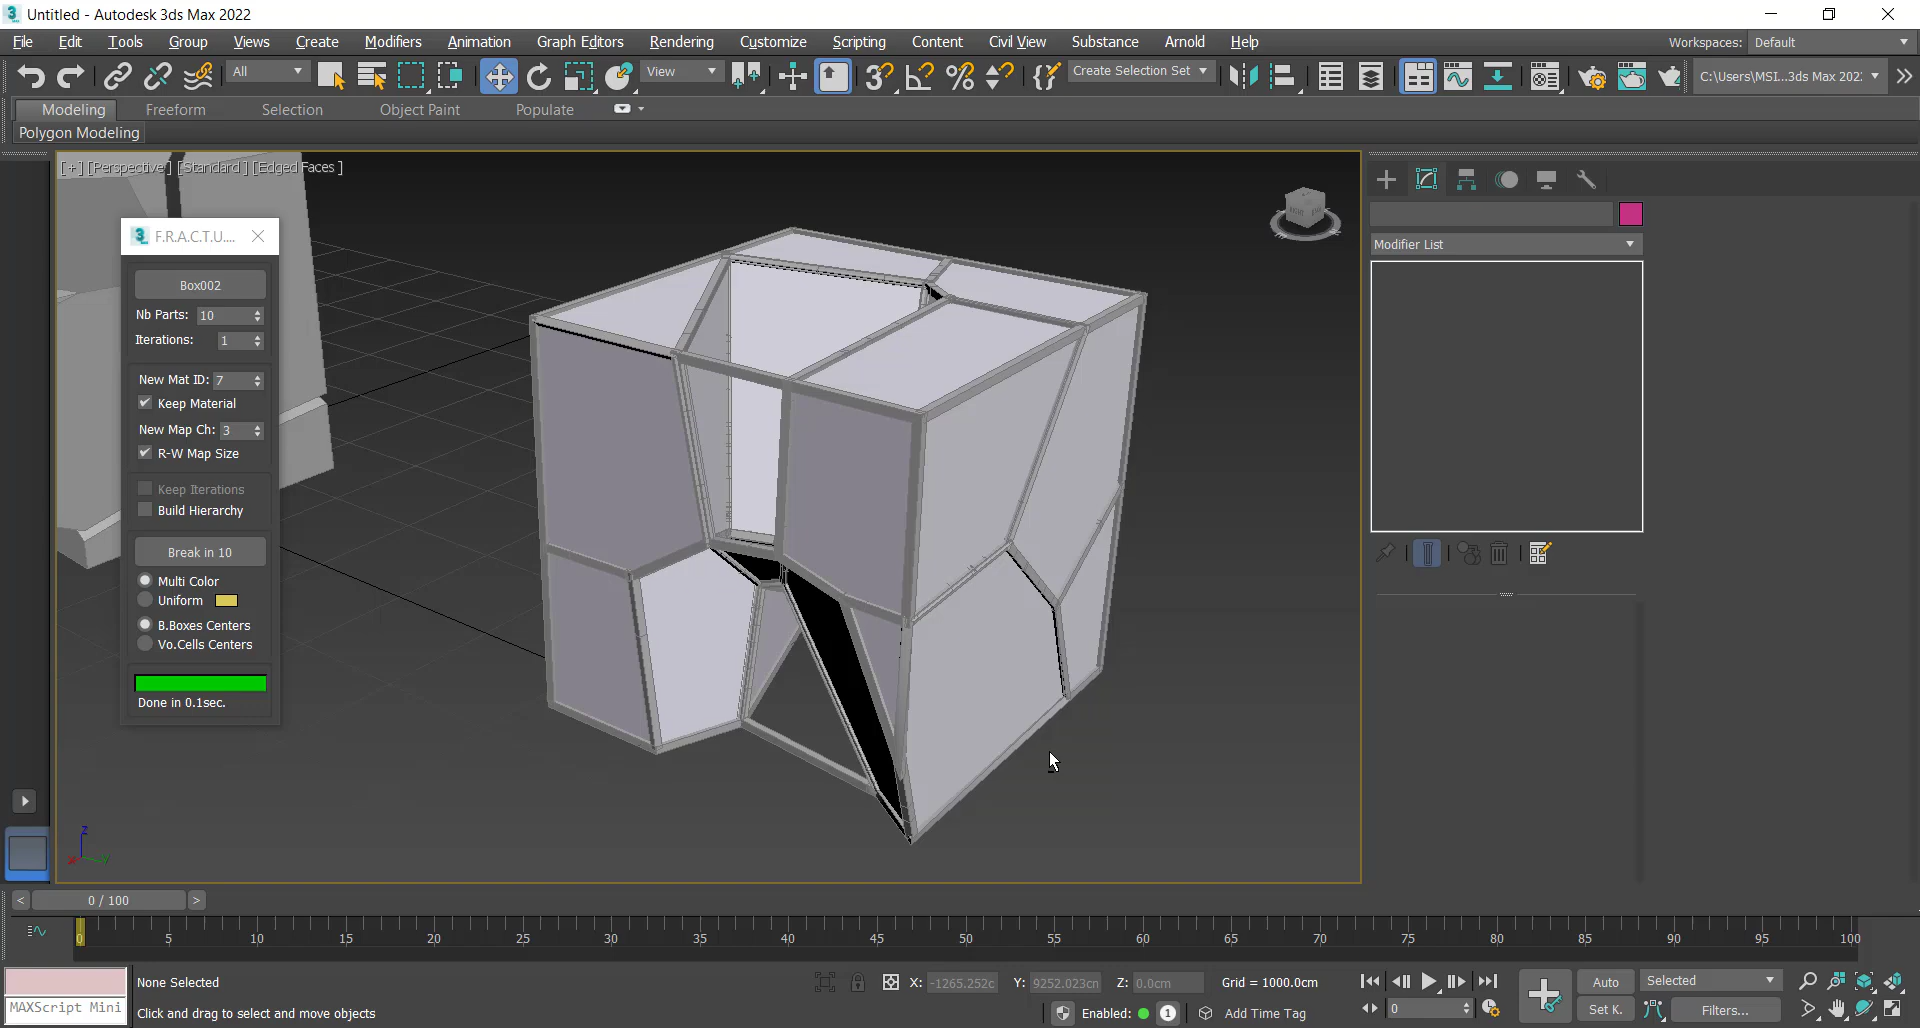 Untitled - Autodesk 3ds Max 2022
File Edit Tools Group Views Create Modifiers Animation Graph Editors Rendering Customize Scripting Content Civil View Substance Arnold Help
Workspaces: Default
All
View
Create Selection Set
C:\Users\MSI...3ds Max 202
Modeling Freeform Selection Object Paint Populate
Polygon Modeling
[+] [Perspective] [Standard] [Edged Faces]
F.R.A.C.T.U....
Box002
Nb Parts: 10
Iterations: 1
New Mat ID: 7
Keep Material
New Map Ch: 3
R-W Map Size
Keep Iterations
Build Hierarchy
Break in 10
Multi Color
Uniform
B.Boxes Centers
Vo.Cells Centers
Done in 0.1sec.
Modifier List
z
< 0 / 100 >
0 5 10 15 20 25 30 35 40 45 50 55 60 65 70 75 80 85 90 95 100
None Selected
X: -1265.252c Y: 9252.023cn Z: 0.0cm Grid = 1000.0cm
Auto Selected
MAXScript Mini
Click and drag to select and move objects
Enabled: 1 Add Time Tag
0
Set K. Filters...